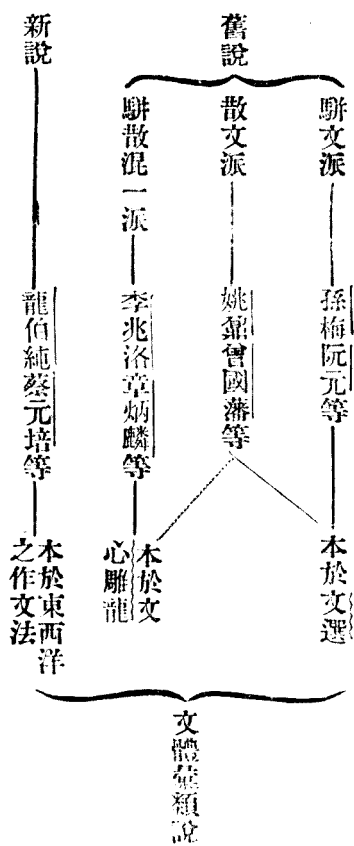 舊說
駢文派
孫梅阮元等
本於文選
散文派
姚鼐曾國藩等
駢散混一派
李兆洛章炳麟等
本於文
心雕龍
新說
龍伯純蔡元培等
本於東西洋
之作文法
文體彙類說